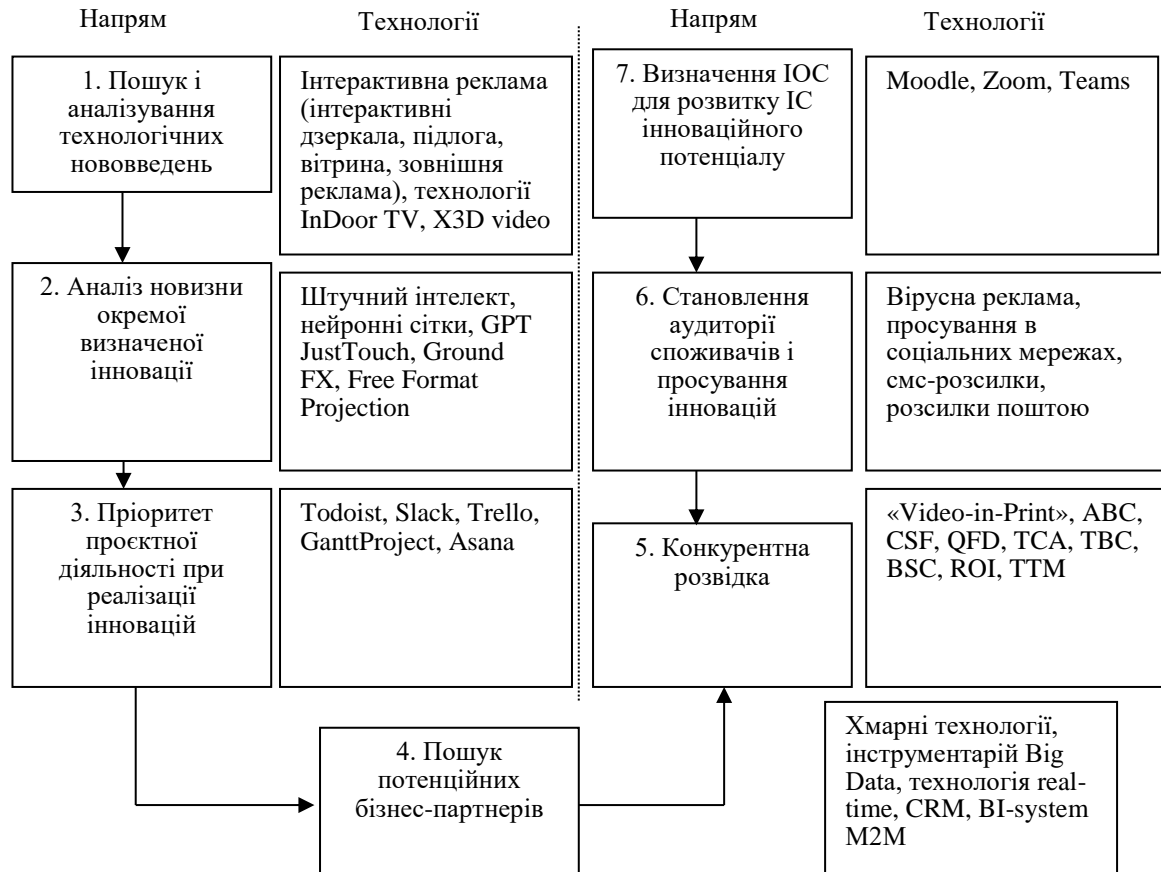 Напрям
Технології
Напрям
Технології
1. Пошук і
аналізування
технологічних
нововведень
Інтерактивна реклама
(інтерактивні
дзеркала, підлога,
вітрина, зовнішня
реклама), технології
InDoor TV, X3D video
7. Визначення ІОС
для розвитку ІС
інноваційного
потенціалу
Moodle, Zoom, Teams
2. Аналіз новизни
окремої
визначеної
інновації
Штучний інтелект,
нейронні сітки, GPT
JustTouch, Ground
FX, Free Format
Projection
6. Становлення
аудиторії
споживачів і
просування
інновацій
Вірусна реклама,
просування в
соціальних мережах,
смс-розсилки,
розсилки поштою
3. Пріоритет
проєктної
діяльності при
реалізації
інновацій
Todoist, Slack, Trello,
GanttProject, Asana
5. Конкурентна
розвідка
«Video-in-Print», ABC,
CSF, QFD, TCA, TBC,
BSC, ROI, TTM
4. Пошук
потенційних
бізнес-партнерів
Хмарні технології,
інструментарій Big
Data, технологія real-
time, CRM, BI-system
M2M